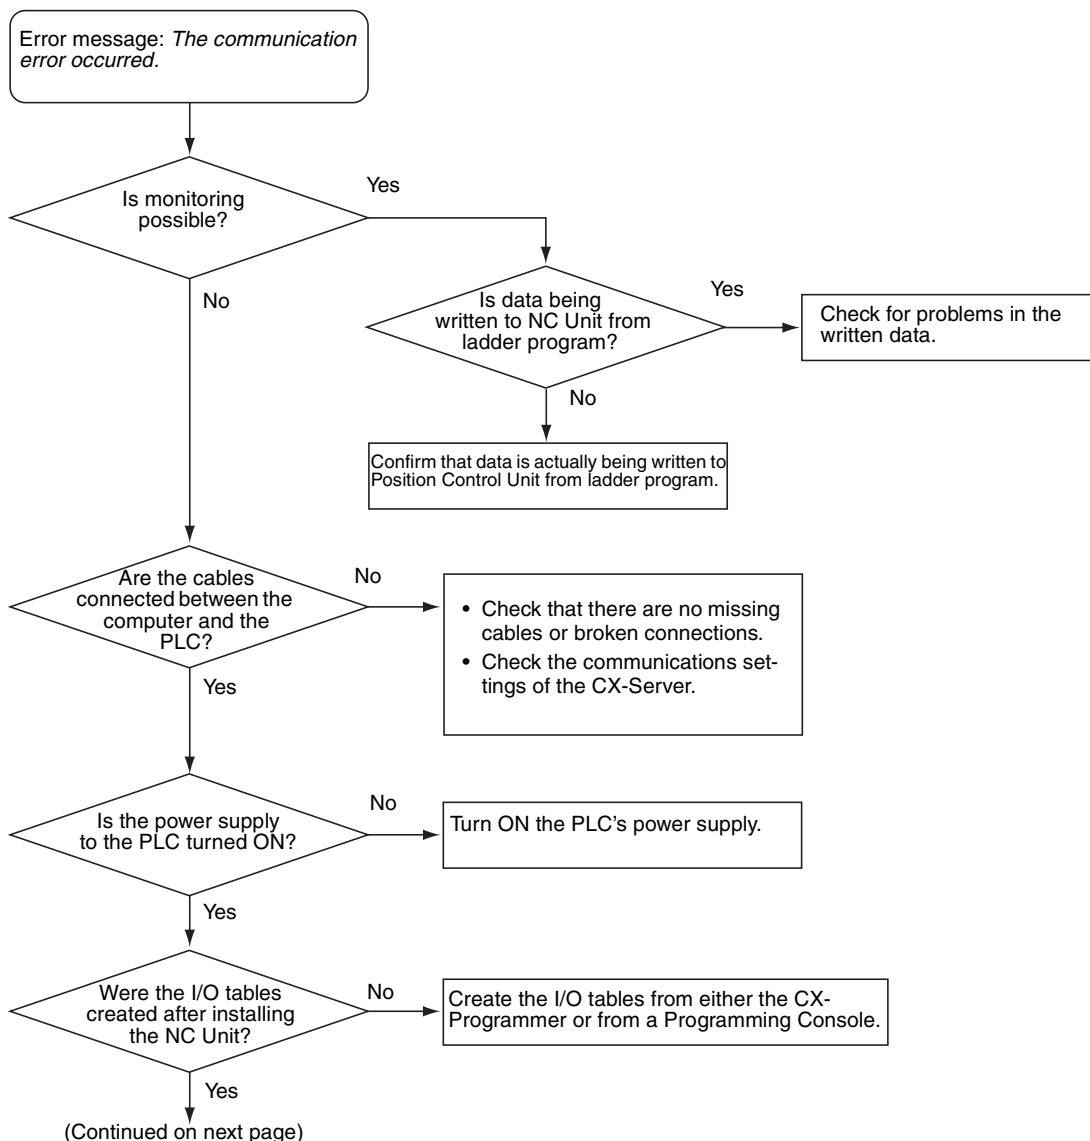 Error message: The communication
error occurred.
Is monitoring
possible?
Yes
No
Is data being
written to NC Unit from
ladder program?
Yes
Check for problems in the
written data.
No
Confirm that data is actually being written to
Position Control Unit from ladder program.
Are the cables
connected between the
computer and the
PLC?
No
• Check that there are no missing
cables or broken connections.
• Check the communications set-
tings of the CX-Server.
Yes
Is the power supply
to the PLC turned ON?
No
Turn ON the PLC's power supply.
Yes
Were the I/O tables
created after installing
the NC Unit?
No
Create the I/O tables from either the CX-
Programmer or from a Programming Console.
Yes
(Continued on next page)